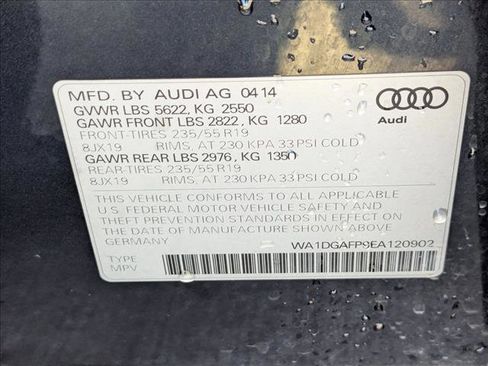 MFD. BY AUDI AG 0414
GVWR LBS 5622, KG 2550
GAWR FRONT LBS 2822, KG 1280
FRONT-TIRES 235/55 R19
8JX19 RIMS, AT 230 KPA 33 PSI COLD
GAWR REAR LBS 2976, KG 1350
REAR-TIRES 235/55 R19
8JX19 RIMS, AT 230 KPA 33 PSI COLD
THIS VEHICLE CONFORMS TO ALL APPLICABLE
U.S. FEDERAL MOTOR VEHICLE SAFETY AND
THEFT PREVENTION STANDARDS IN EFFECT ON
THE DATE OF MANUFACTURE SHOWN ABOVE.
WA1DGAFP9EA120902
TYPE
MPV
Audi